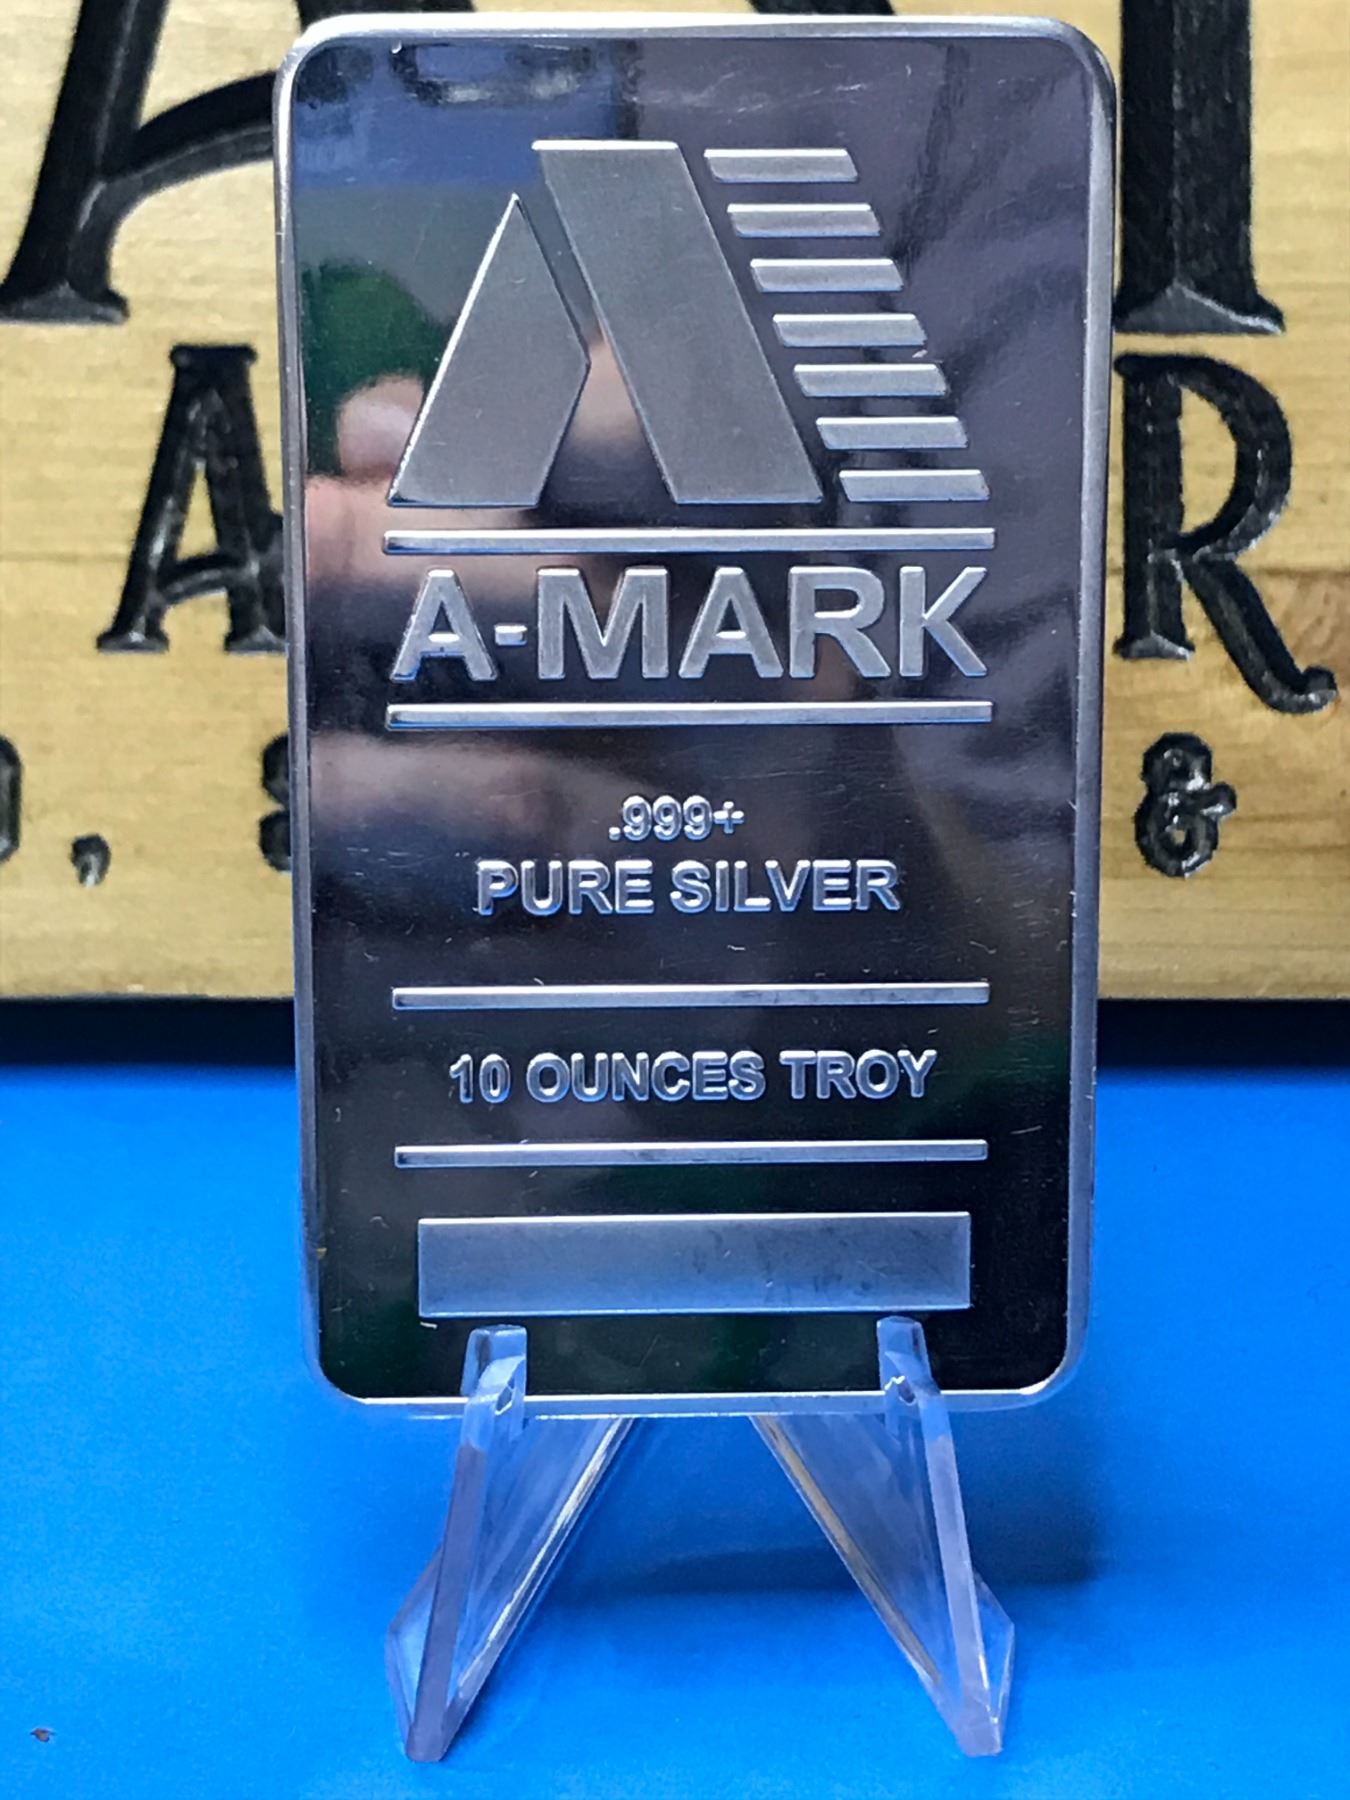 A-MARK
.999+
PURE SILVER
10 OUNCES TROY
A R
&